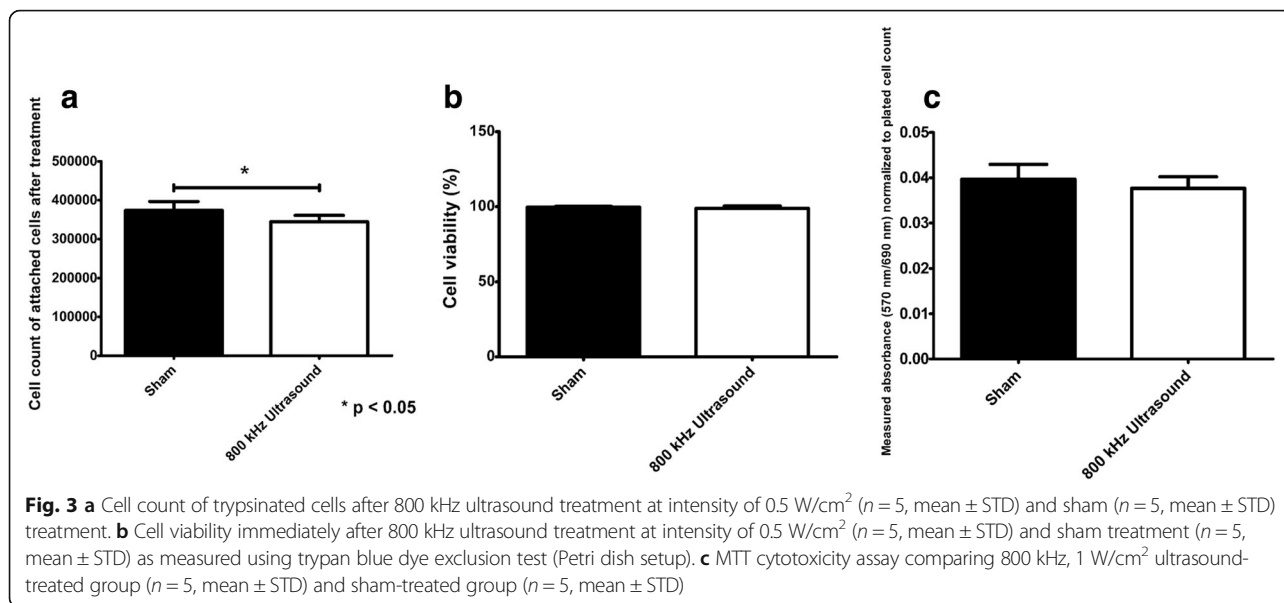 a
Cell count of attached cells after treatment
500000
400000
300000
200000
100000
0
*
Sham
800 kHz Ultrasound
* p < 0.05
b
Cell viability (%)
150
100
50
0
Sham
800 kHz Ultrasound
c
Measured absorbance (570 nm/690 nm) normalized to plated cell count
0.05
0.04
0.03
0.02
0.01
0.00
Sham
800 kHz Ultrasound
Fig. 3 a Cell count of trypsinated cells after 800 kHz ultrasound treatment at intensity of 0.5 W/cm² (n = 5, mean ± STD) and sham (n = 5, mean ± STD)
treatment. b Cell viability immediately after 800 kHz ultrasound treatment at intensity of 0.5 W/cm² (n = 5, mean ± STD) and sham treatment (n = 5,
mean ± STD) as measured using trypan blue dye exclusion test (Petri dish setup). c MTT cytotoxicity assay comparing 800 kHz, 1 W/cm² ultrasound-
treated group (n = 5, mean ± STD) and sham-treated group (n = 5, mean ± STD)